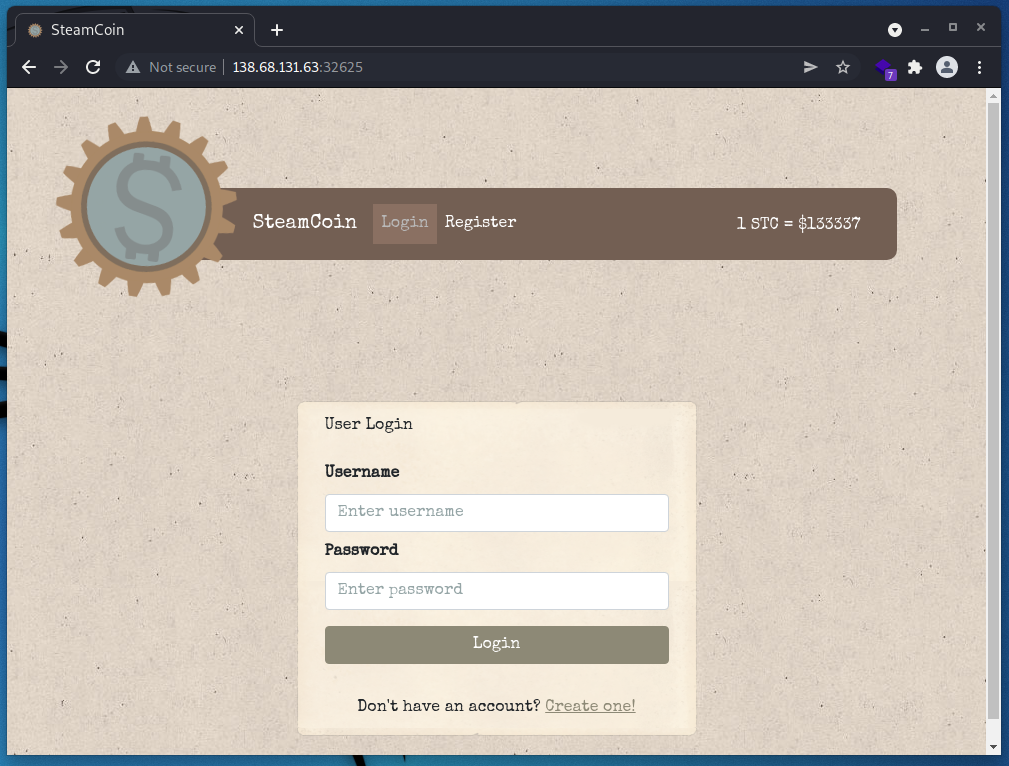 SteamCoin
Not secure 138.68.131.63:32625
7
$
SteamCoin Login Register 1 STC = $133337
User Login
Username
Enter username
Password
Enter password
Login
Don't have an account? Create one!